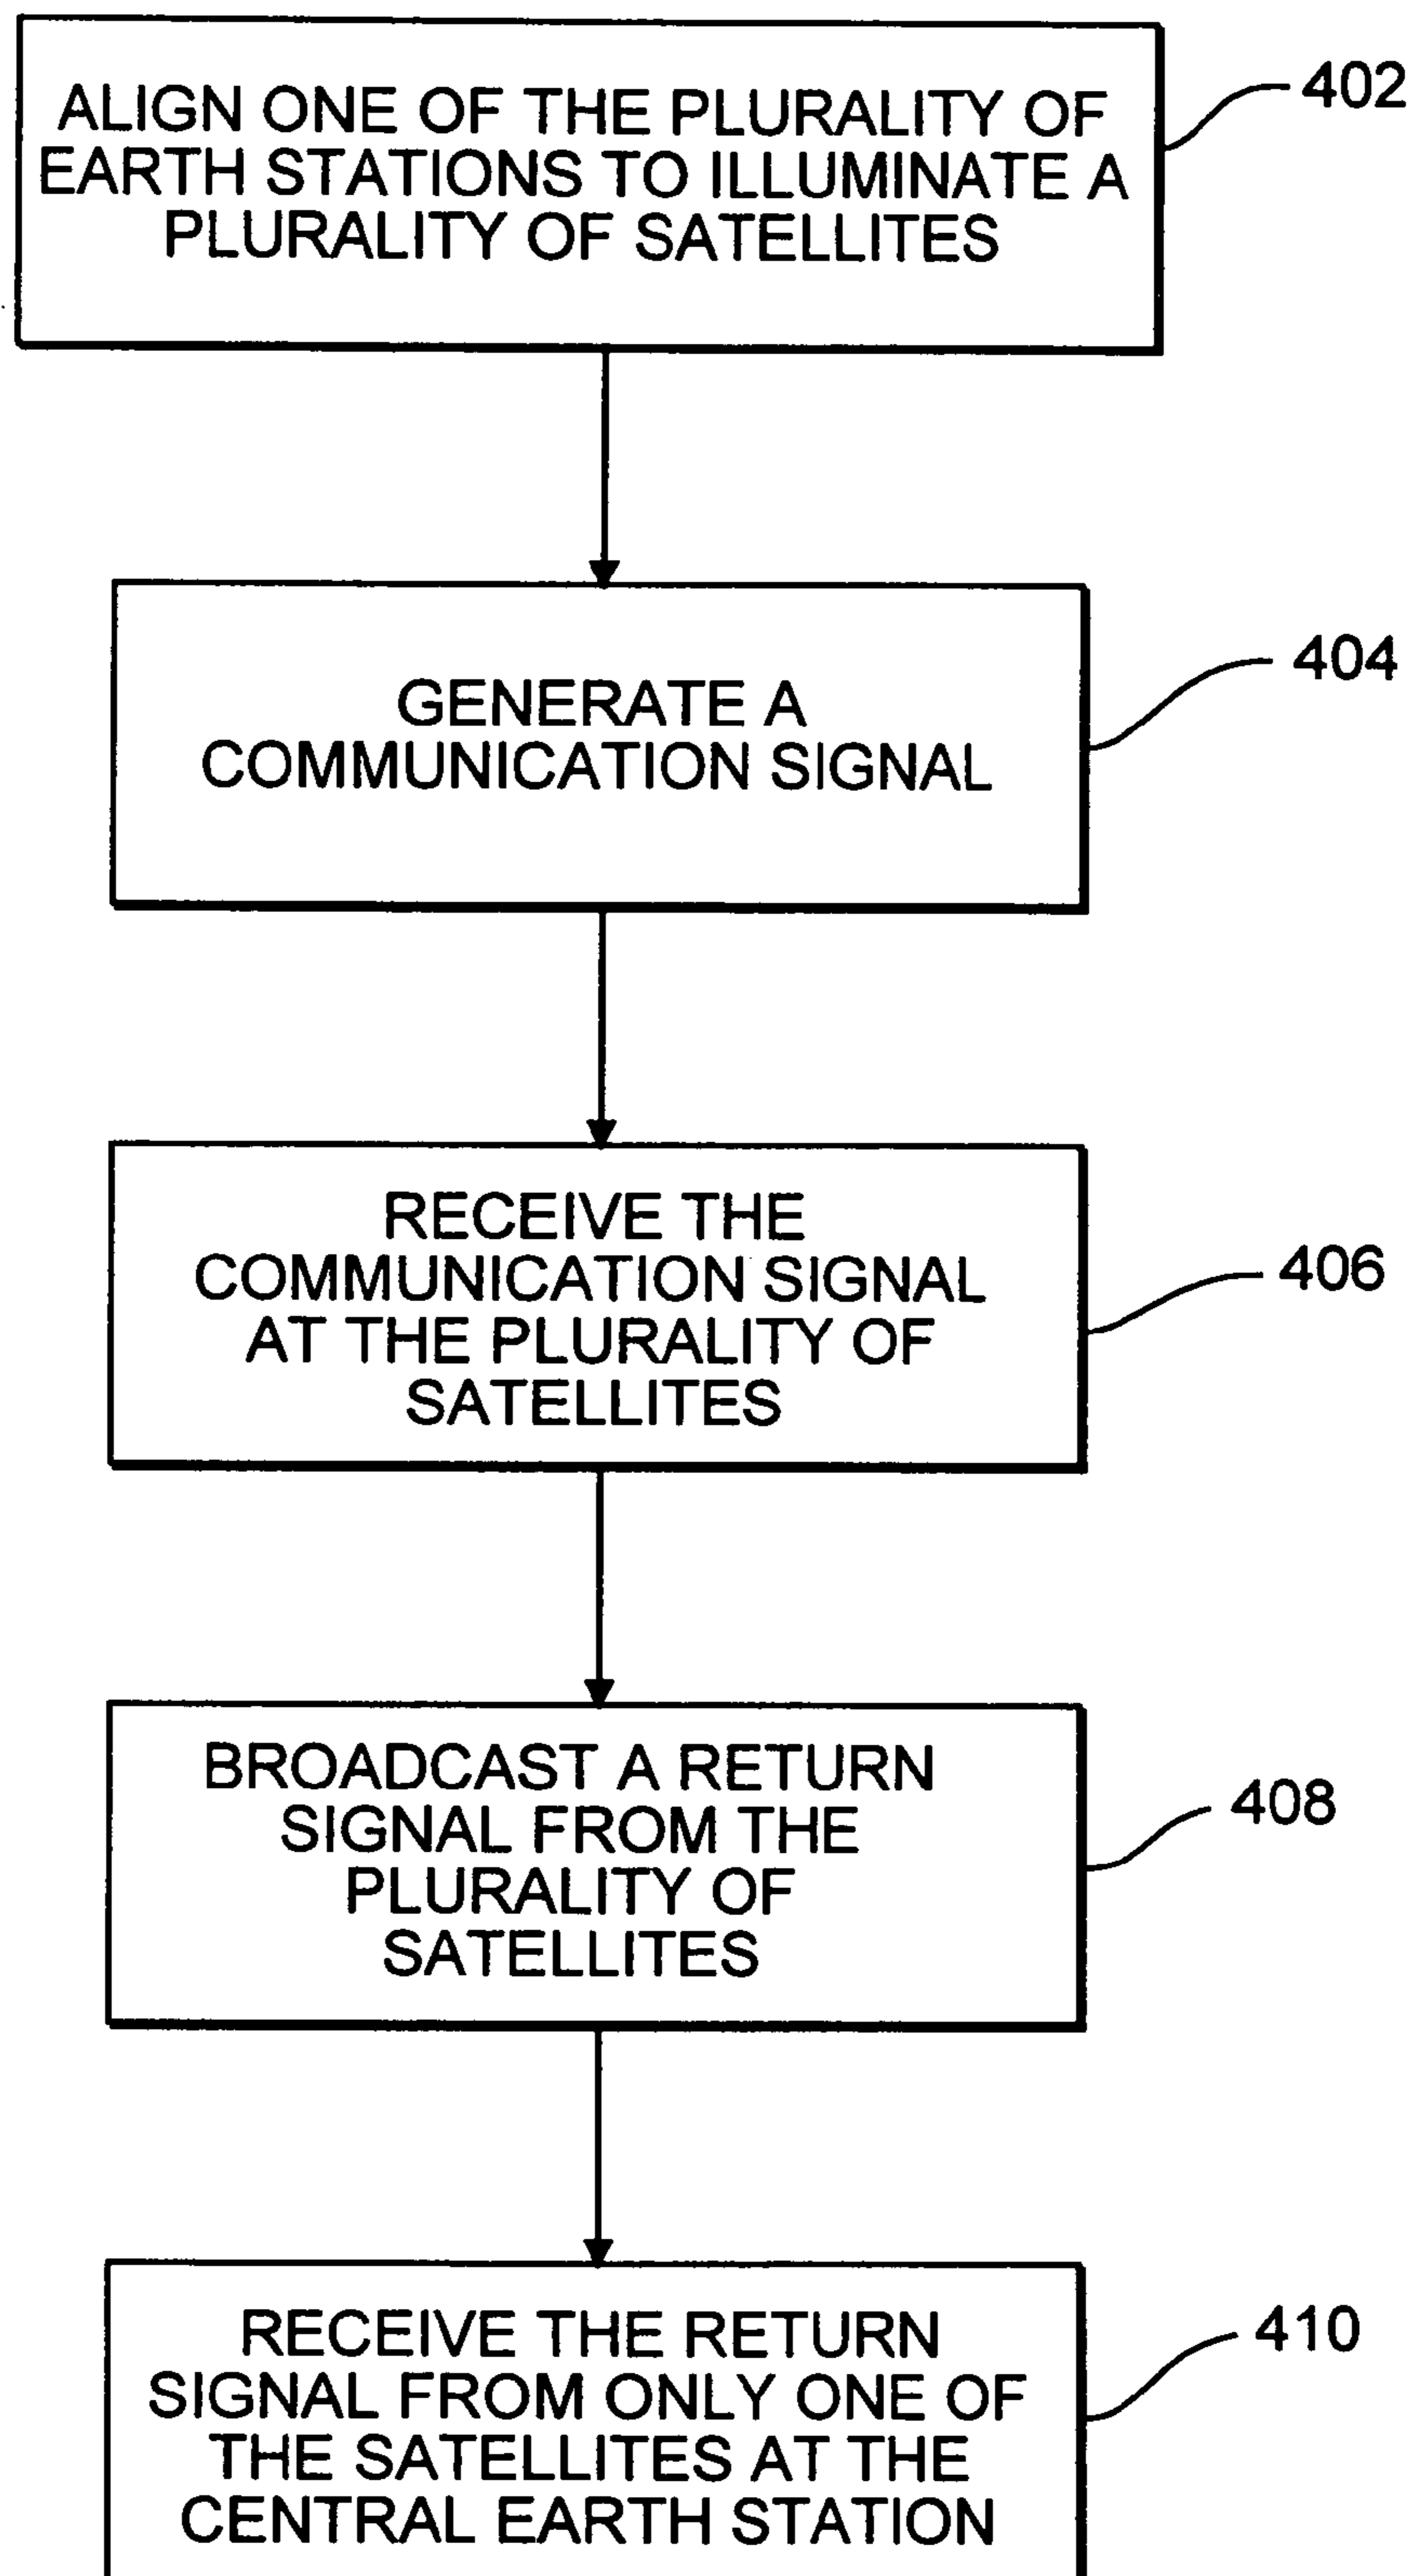 ALIGN ONE OF THE PLURALITY OF
EARTH STATIONS TO ILLUMINATE A
PLURALITY OF SATELLITES
402
GENERATE A
COMMUNICATION SIGNAL
404
RECEIVE THE
COMMUNICATION SIGNAL
AT THE PLURALITY OF
SATELLITES
406
BROADCAST A RETURN
SIGNAL FROM THE
PLURALITY OF
SATELLITES
408
RECEIVE THE RETURN
SIGNAL FROM ONLY ONE OF
THE SATELLITES AT THE
CENTRAL EARTH STATION
410